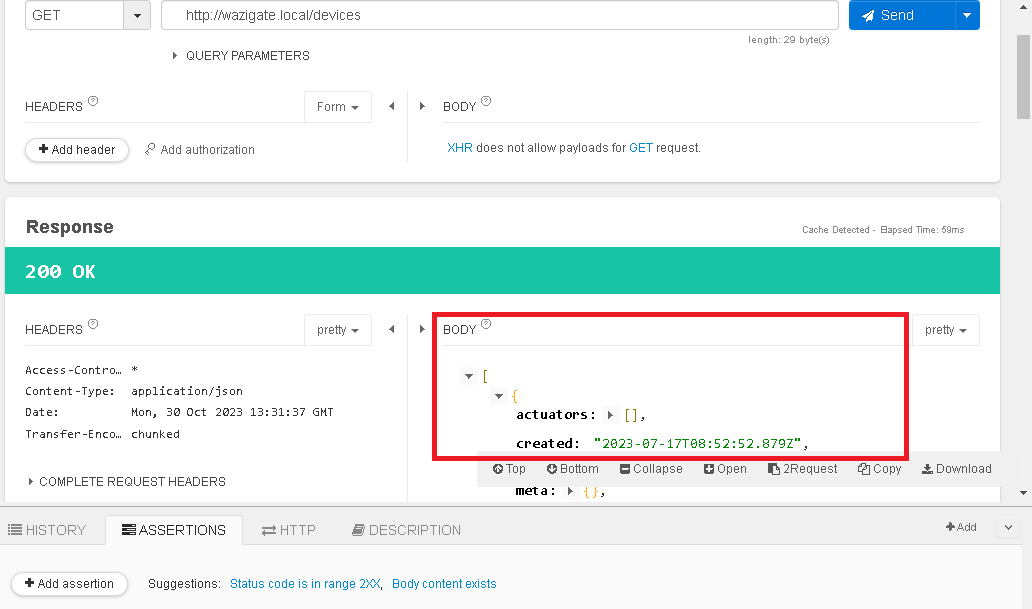 GET
http://wazigate.local/devices
Send
length: 29 byte(s)
QUERY PARAMETERS
HEADERS ?
Form
BODY ?
Add header
Add authorization
XHR does not allow payloads for GET request.
Response
Cache Detected - Elapsed Time: 59ms
200 OK
HEADERS ?
pretty
BODY ?
pretty
Access-Contro… *
Content-Type: application/json
Date: Mon, 30 Oct 2023 13:31:37 GMT
Transfer-Enco… chunked
COMPLETE REQUEST HEADERS
[
{
actuators: [],
created: "2023-07-17T08:52:52.879Z",
Top Bottom Collapse Open 2Request Copy Download
meta: {},
HISTORY ASSERTIONS HTTP DESCRIPTION
Add
Add assertion Suggestions: Status code is in range 2XX, Body content exists